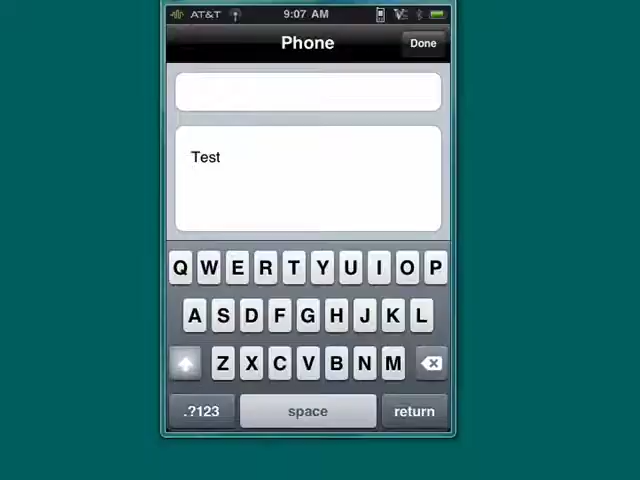 AT&T 9:07 AM
Phone Done
Test
Q W E R T Y U I O P
A S D F G H J K L
Z X C V B N M
.?123 space return